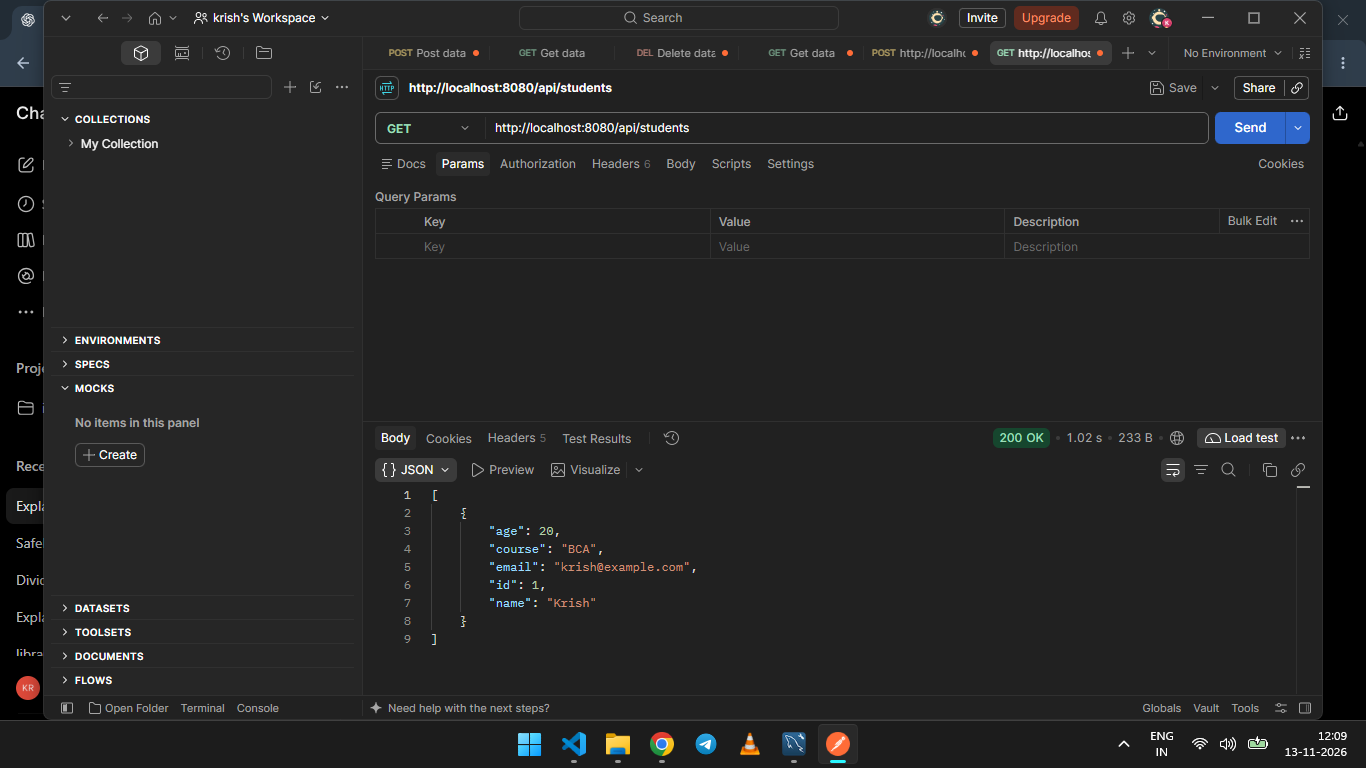 krish's Workspace
Search
Invite
Upgrade
POST Post data
GET Get data
DEL Delete data
GET Get data
POST http://localhc
GET http://localhos
No Environment
http://localhost:8080/api/students
Save
Share
GET
http://localhost:8080/api/students
Send
Docs
Params
Authorization
Headers 6
Body
Scripts
Settings
Cookies
Query Params
Key
Value
Description
Bulk Edit
Key
Value
Description
COLLECTIONS
My Collection
ENVIRONMENTS
SPECS
MOCKS
No items in this panel
Create
DATASETS
TOOLSETS
DOCUMENTS
FLOWS
Cha
Proje
Rece
Expla
Safel
Divic
Expla
KR
Body
Cookies
Headers 5
Test Results
200 OK
1.02 s
233 B
Load test
{} JSON
Preview
Visualize
1 [
2 {
3 "age": 20,
4 "course": "BCA",
5 "email": "krish@example.com",
6 "id": 1,
7 "name": "Krish"
8 }
9 ]
Open Folder
Terminal
Console
Need help with the next steps?
Globals
Vault
Tools
ENG
IN
12:09
13-11-2026